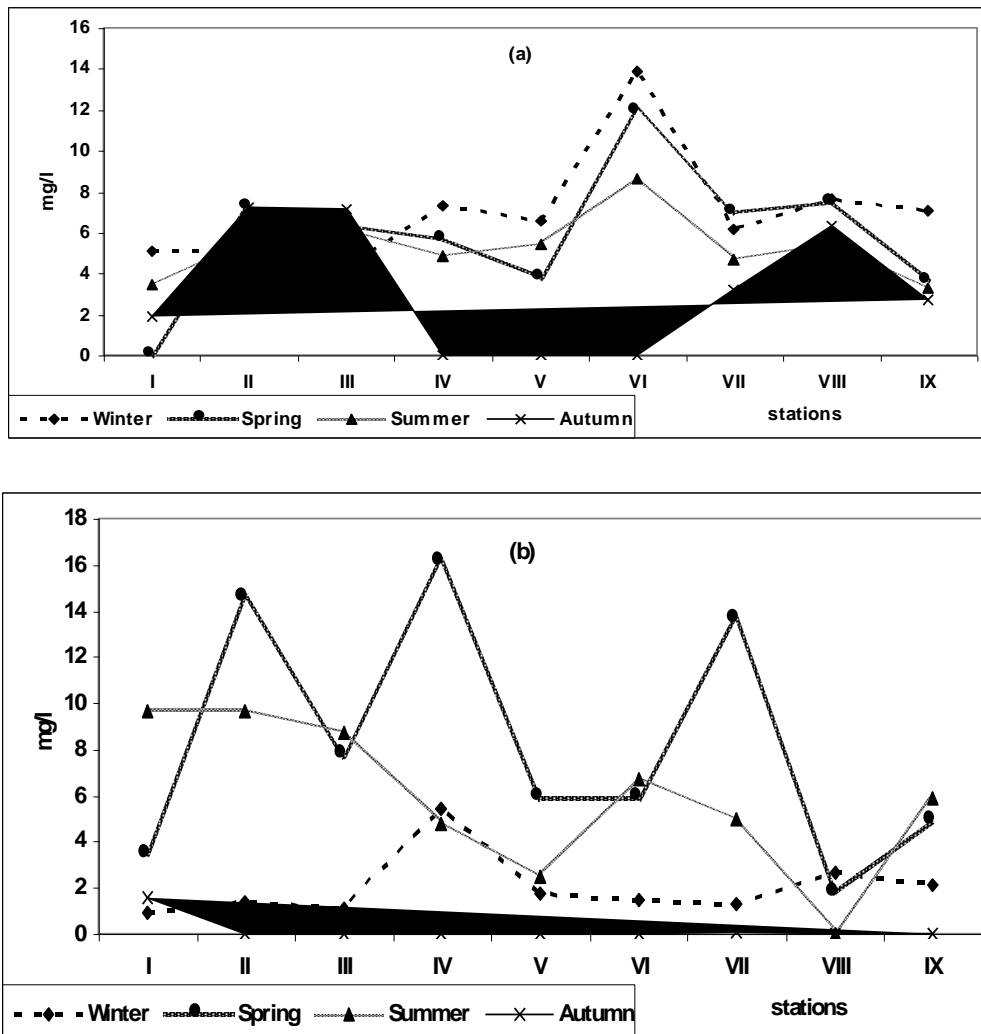 16
(a)
14
12
10
mg/l
8
6
4
2
0
I II III IV V VI VII VIII IX
stations
Winter Spring Summer Autumn
18
(b)
16
14
12
10
mg/l
8
6
4
2
0
I II III IV V VI VII VIII IX
stations
Winter Spring Summer Autumn